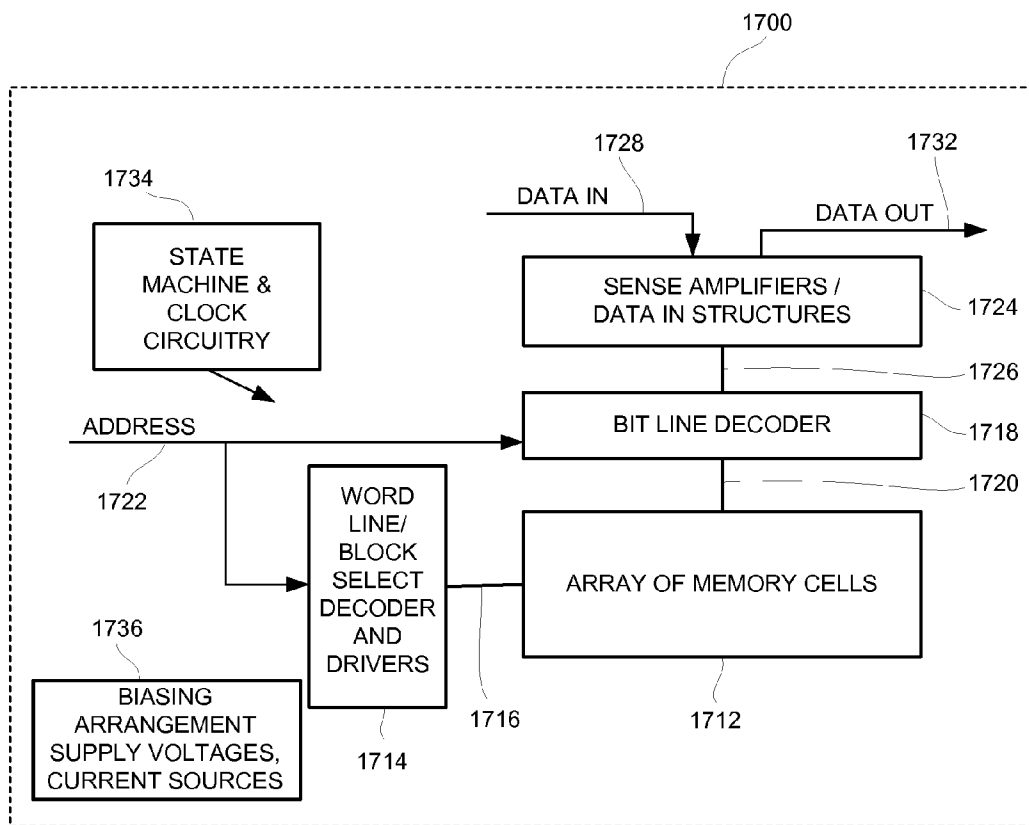 1700
1728
1732
1734
DATA IN
DATA OUT
STATE
MACHINE &
CLOCK
CIRCUITRY
SENSE AMPLIFIERS /
DATA IN STRUCTURES
1724
1726
ADDRESS
BIT LINE DECODER
1718
1722
1720
WORD
LINE/
BLOCK
SELECT
DECODER
AND
DRIVERS
ARRAY OF MEMORY CELLS
1736
BIASING
ARRANGEMENT
SUPPLY VOLTAGES,
CURRENT SOURCES
1716
1712
1714